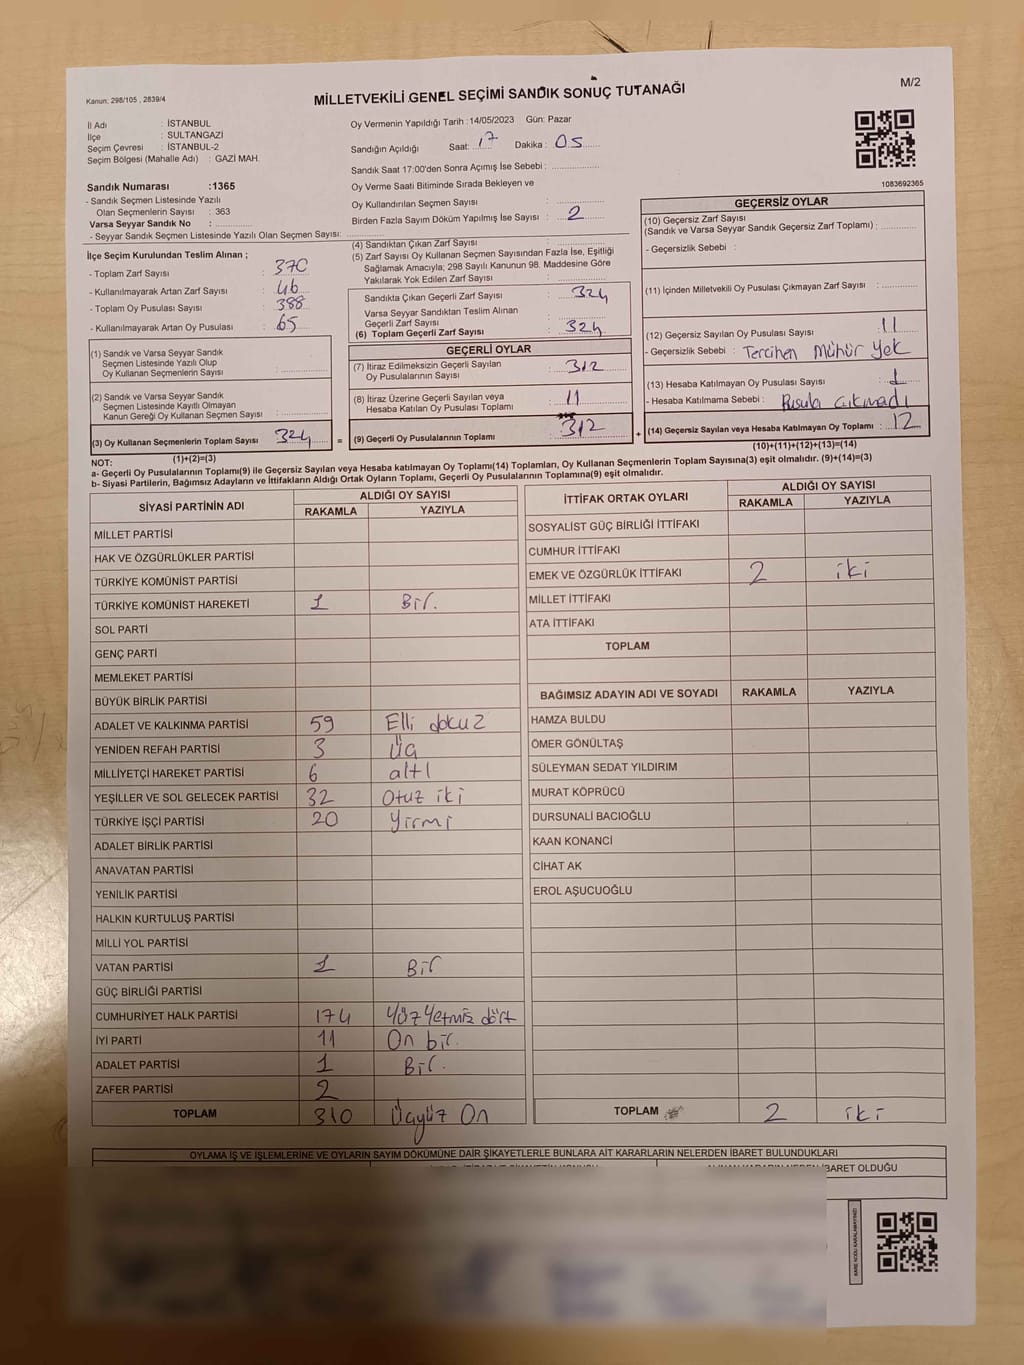 Kanun; 298/105 , 2839/4
MİLLETVEKİLİ GENEL SEÇİMİ SANDIK SONUÇ TUTANAĞI
M/2
İl Adı : İSTANBUL
İlçe : SULTANGAZİ
Seçim Çevresi : İSTANBUL-2
Seçim Bölgesi (Mahalle Adı) : GAZİ MAH.
Sandık Numarası :1365
- Sandık Seçmen Listesinde Yazılı
Olan Seçmenlerin Sayısı : 363
Varsa Seyyar Sandık No :
- Seyyar Sandık Seçmen Listesinde Yazılı Olan Seçmen Sayısı:
Oy Vermenin Yapıldığı Tarih :14/05/2023 Gün: Pazar
Sandığın Açıldığı Saat: 17 Dakika: 05
Sandık Saat 17:00'den Sonra Açımış İse Sebebi :
Oy Verme Saati Bitiminde Sırada Bekleyen ve
Oy Kullandırılan Seçmen Sayısı :
Birden Fazla Sayım Döküm Yapılmış İse Sayısı : 2
1083692365
İlçe Seçim Kurulundan Teslim Alınan ;
- Toplam Zarf Sayısı : 370
- Kullanılmayarak Artan Zarf Sayısı : 46
- Toplam Oy Pusulası Sayısı : 388
- Kullanılmayarak Artan Oy Pusulası : 65
(1) Sandık ve Varsa Seyyar Sandık
Seçmen Listesinde Yazılı Olup
Oy Kullanan Seçmenlerin Sayısı :
(2) Sandık ve Varsa Seyyar Sandık
Seçmen Listesinde Kayıtlı Olmayan
Kanun Gereği Oy Kullanan Seçmen Sayısı :
(3) Oy Kullanan Seçmenlerin Toplam Sayısı 324 =
(1)+(2)=(3)
(4) Sandıktan Çıkan Zarf Sayısı :
(5) Zarf Sayısı Oy Kullanan Seçmen Sayısından Fazla İse, Eşitliği
Sağlamak Amacıyla; 298 Sayılı Kanunun 98. Maddesine Göre
Yakılarak Yok Edilen Zarf Sayısı :
Sandıkta Çıkan Geçerli Zarf Sayısı : 324
Varsa Seyyar Sandıktan Teslim Alınan
Geçerli Zarf Sayısı :
(6) Toplam Geçerli Zarf Sayısı : 324
GEÇERLİ OYLAR
(7) İtiraz Edilmeksizin Geçerli Sayılan
Oy Pusulalarının Sayısı : 312
(8) İtiraz Üzerine Geçerli Sayılan veya
Hesaba Katılan Oy Pusulası Toplamı : 11
(9) Geçerli Oy Pusulalarının Toplamı : 312 +
GEÇERSİZ OYLAR
(10) Geçersiz Zarf Sayısı
(Sandık ve Varsa Seyyar Sandık Geçersiz Zarf Toplamı) :
- Geçersizlik Sebebi :
(11) İçinden Milletvekili Oy Pusulası Çıkmayan Zarf Sayısı :
(12) Geçersiz Sayılan Oy Pusulası Sayısı : 11
- Geçersizlik Sebebi : Tercihen Mühür Yok
(13) Hesaba Katılmayan Oy Pusulası Sayısı : 1
- Hesaba Katılmama Sebebi : Pusula Çıkmadı
(14) Geçersiz Sayılan veya Hesaba Katılmayan Oy Toplamı : 12
(10)+(11)+(12)+(13)=(14)
NOT:
a- Geçerli Oy Pusulalarının Toplamı(9) ile Geçersiz Sayılan veya Hesaba katılmayan Oy Toplamı(14) Toplamları, Oy Kullanan Seçmenlerin Toplam Sayısına(3) eşit olmalıdır. (9)+(14)=(3)
b- Siyasi Partilerin, Bağımsız Adayların ve İttifakların Aldığı Ortak Oyların Toplamı, Geçerli Oy Pusulalarının Toplamına(9) eşit olmalıdır.
SİYASİ PARTİNİN ADI ALDIĞI OY SAYISI
RAKAMLA YAZIYLA
MİLLET PARTİSİ
HAK VE ÖZGÜRLÜKLER PARTİSİ
TÜRKİYE KOMÜNİST PARTİSİ
TÜRKİYE KOMÜNİST HAREKETİ 1 Bir.
SOL PARTİ
GENÇ PARTİ
MEMLEKET PARTİSİ
BÜYÜK BİRLİK PARTİSİ
ADALET VE KALKINMA PARTİSİ 59 Elli dokuz
YENİDEN REFAH PARTİSİ 3 Üç
MİLLİYETÇİ HAREKET PARTİSİ 6 altı
YEŞİLLER VE SOL GELECEK PARTİSİ 32 Otuz iki
TÜRKİYE İŞÇİ PARTİSİ 20 Yirmi
ADALET BİRLİK PARTİSİ
ANAVATAN PARTİSİ
YENİLİK PARTİSİ
HALKIN KURTULUŞ PARTİSİ
MİLLİ YOL PARTİSİ
VATAN PARTİSİ 1 Bir
GÜÇ BİRLİĞİ PARTİSİ
CUMHURİYET HALK PARTİSİ 174 Yüz Yetmiş dört
İYİ PARTİ 11 On bir.
ADALET PARTİSİ 1 Bir.
ZAFER PARTİSİ 2
TOPLAM 310 Üçyüz On
İTTİFAK ORTAK OYLARI ALDIĞI OY SAYISI
RAKAMLA YAZIYLA
SOSYALİST GÜÇ BİRLİĞİ İTTİFAKI
CUMHUR İTTİFAKI
EMEK VE ÖZGÜRLÜK İTTİFAKI 2 iki
MİLLET İTTİFAKI
ATA İTTİFAKI
TOPLAM
BAĞIMSIZ ADAYIN ADI VE SOYADI RAKAMLA YAZIYLA
HAMZA BULDU
ÖMER GÖNÜLTAŞ
SÜLEYMAN SEDAT YILDIRIM
MURAT KÖPRÜCÜ
DURSUNALİ BACIOĞLU
KAAN KONANCİ
CİHAT AK
EROL AŞUCUOĞLU
TOPLAM 2 iki
OYLAMA İŞ VE İŞLEMLERİNE VE OYLARIN SAYIM DÖKÜMÜNE DAİR ŞİKAYETLERLE BUNLARA AİT KARARLARIN NELERDEN İBARET BULUNDUKLARI
İBARET OLDUĞU
KARE KODU KARALAMAYINIZ!